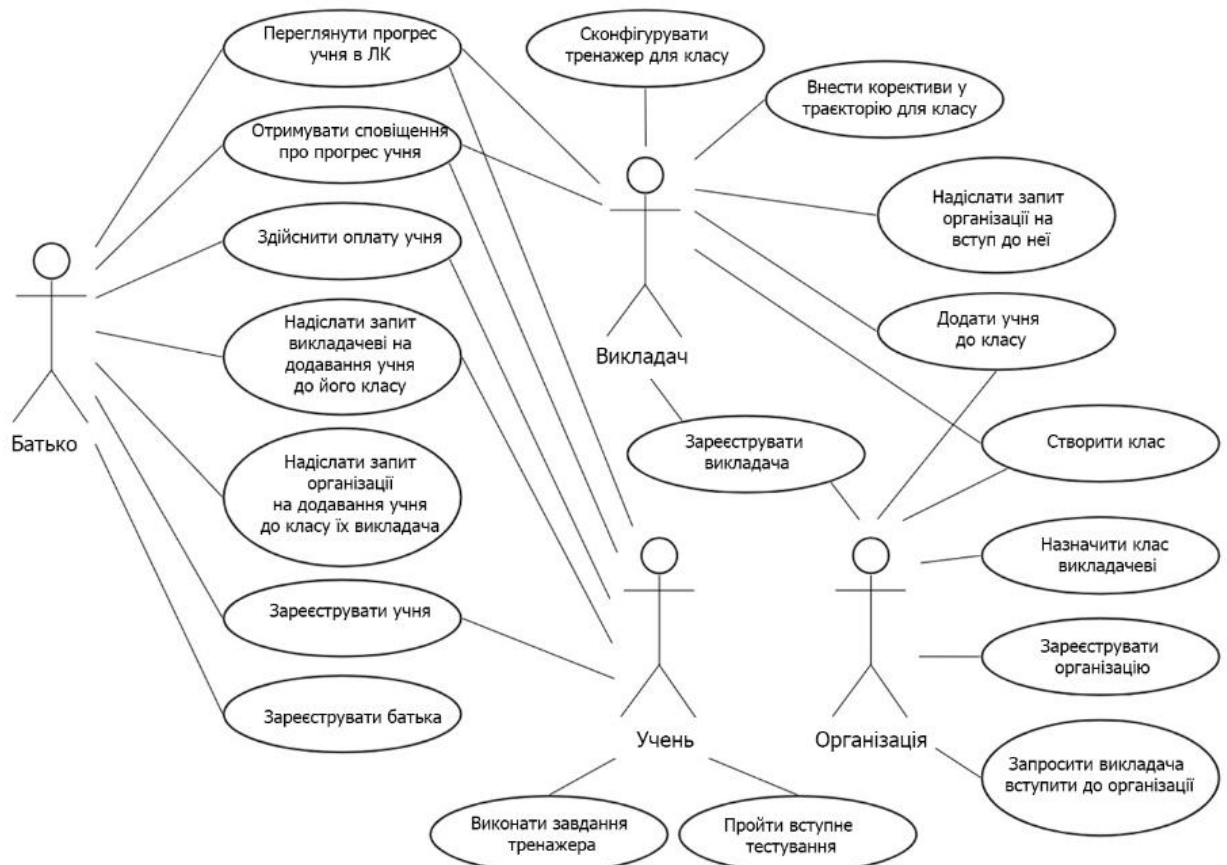 Переглянути прогрес
учня в ЛК
Сконфігурувати
тренажер для класу
Внести корективи у
траєкторію для класу
Отримувати сповіщення
про прогрес учня
Надіслати запит
організації на
вступ до неї
Здійснити оплату учня
Додати учня
до класу
Надіслати запит
викладачеві на
додавання учня
до його класу
Викладач
Батько
Зареєструвати
викладача
Створити клас
Надіслати запит
організації
на додавання учня
до класу їх викладача
Назначити клас
викладачеві
Зареєструвати учня
Зареєструвати
організацію
Зареєструвати батька
Учень
Організація
Запросити викладача
вступити до організації
Виконати завдання
тренажера
Пройти вступне
тестування